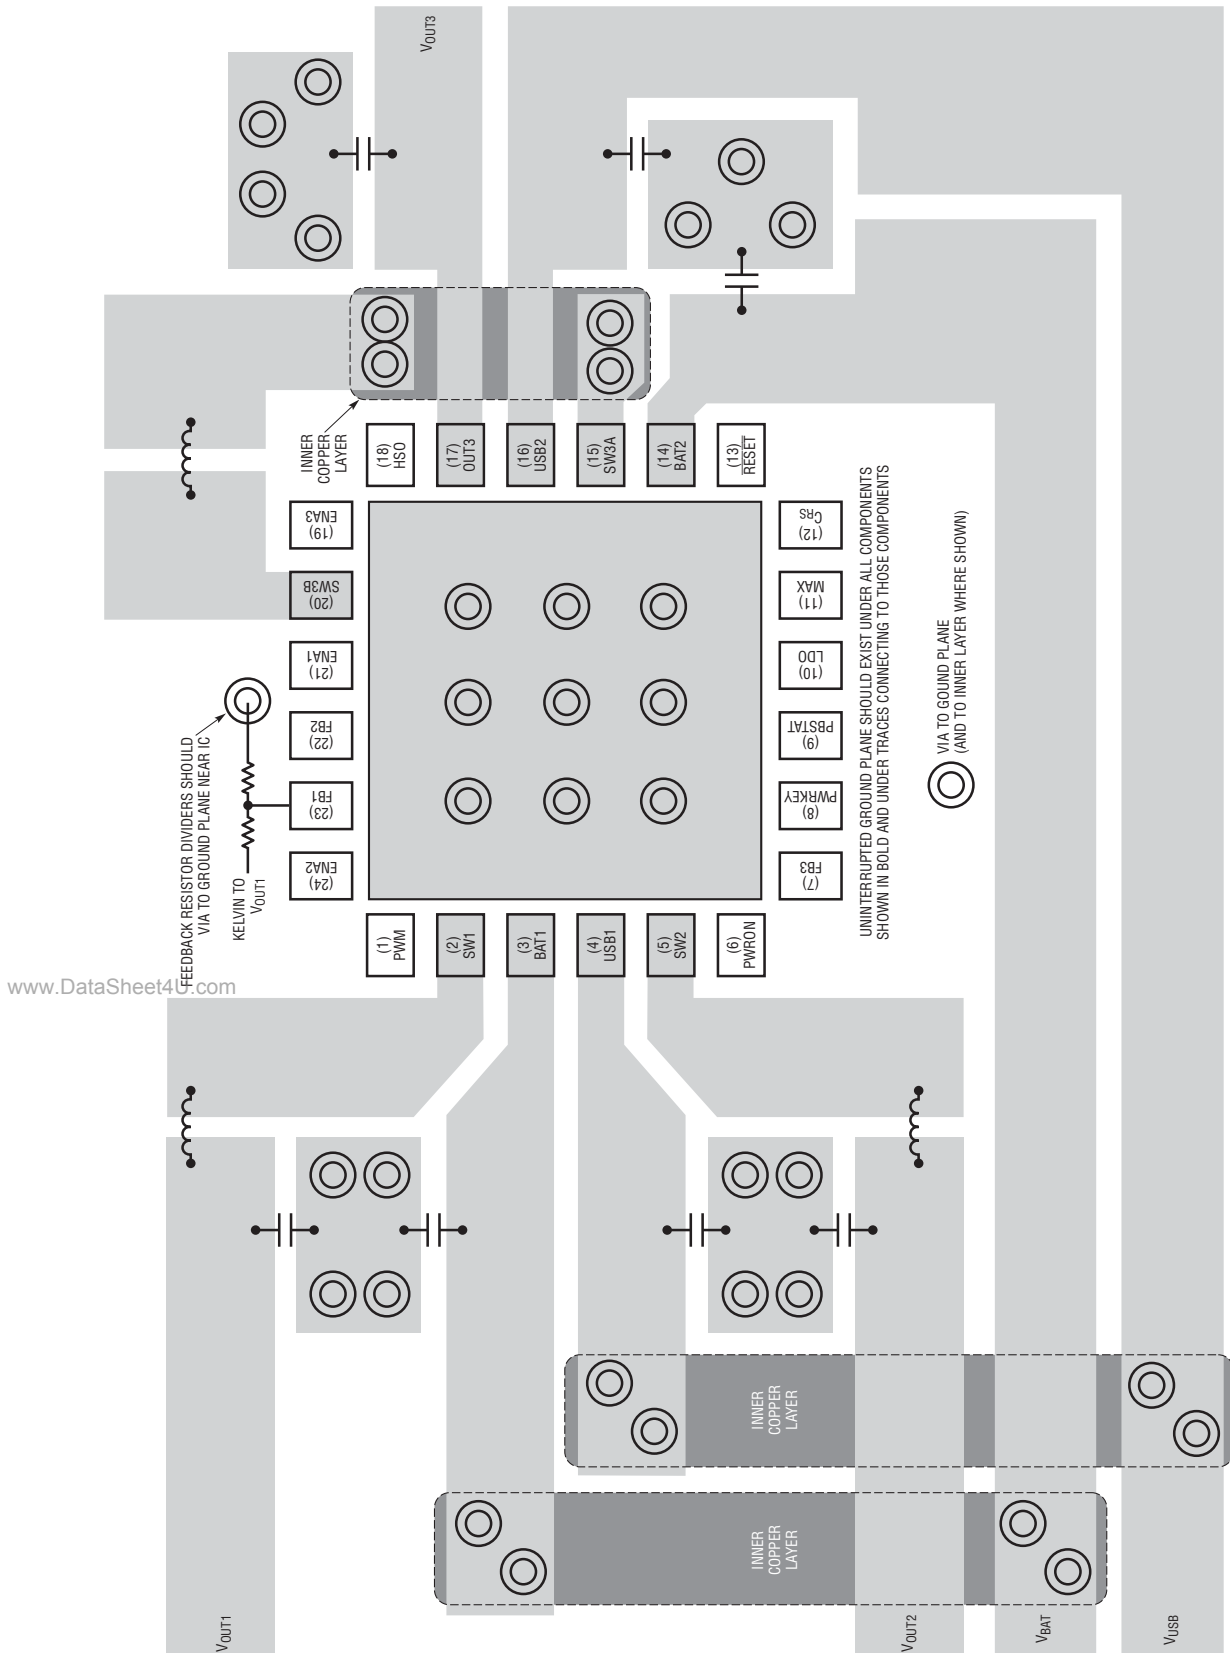 VOUT3
INNER
COPPER
LAYER
(18)
HSO
(17)
OUT3
(16)
USB2
(15)
SW3A
(14)
BAT2
(13)
RESET
(19)
ENA3
(20)
SW3B
(21)
ENA1
(22)
FB2
(23)
FB1
(24)
ENA2
(12)
CRS
(11)
MAX
(10)
LDO
(9)
PBSTAT
(8)
PWRKEY
(7)
FB3
FEEDBACK RESISTOR DIVIDERS SHOULD
VIA TO GROUND PLANE NEAR IC
KELVIN TO
VOUT1
(1)
PWM
(2)
SW1
(3)
BAT1
(4)
USB1
(5)
SW2
(6)
PWRON
UNINTERRUPTED GROUND PLANE SHOULD EXIST UNDER ALL COMPONENTS
SHOWN IN BOLD AND UNDER TRACES CONNECTING TO THOSE COMPONENTS
VIA TO GOUND PLANE
(AND TO INNER LAYER WHERE SHOWN)
www.DataSheet4U.com
INNER
COPPER
LAYER
INNER
COPPER
LAYER
VOUT1
VOUT2
VBAT
VUSB